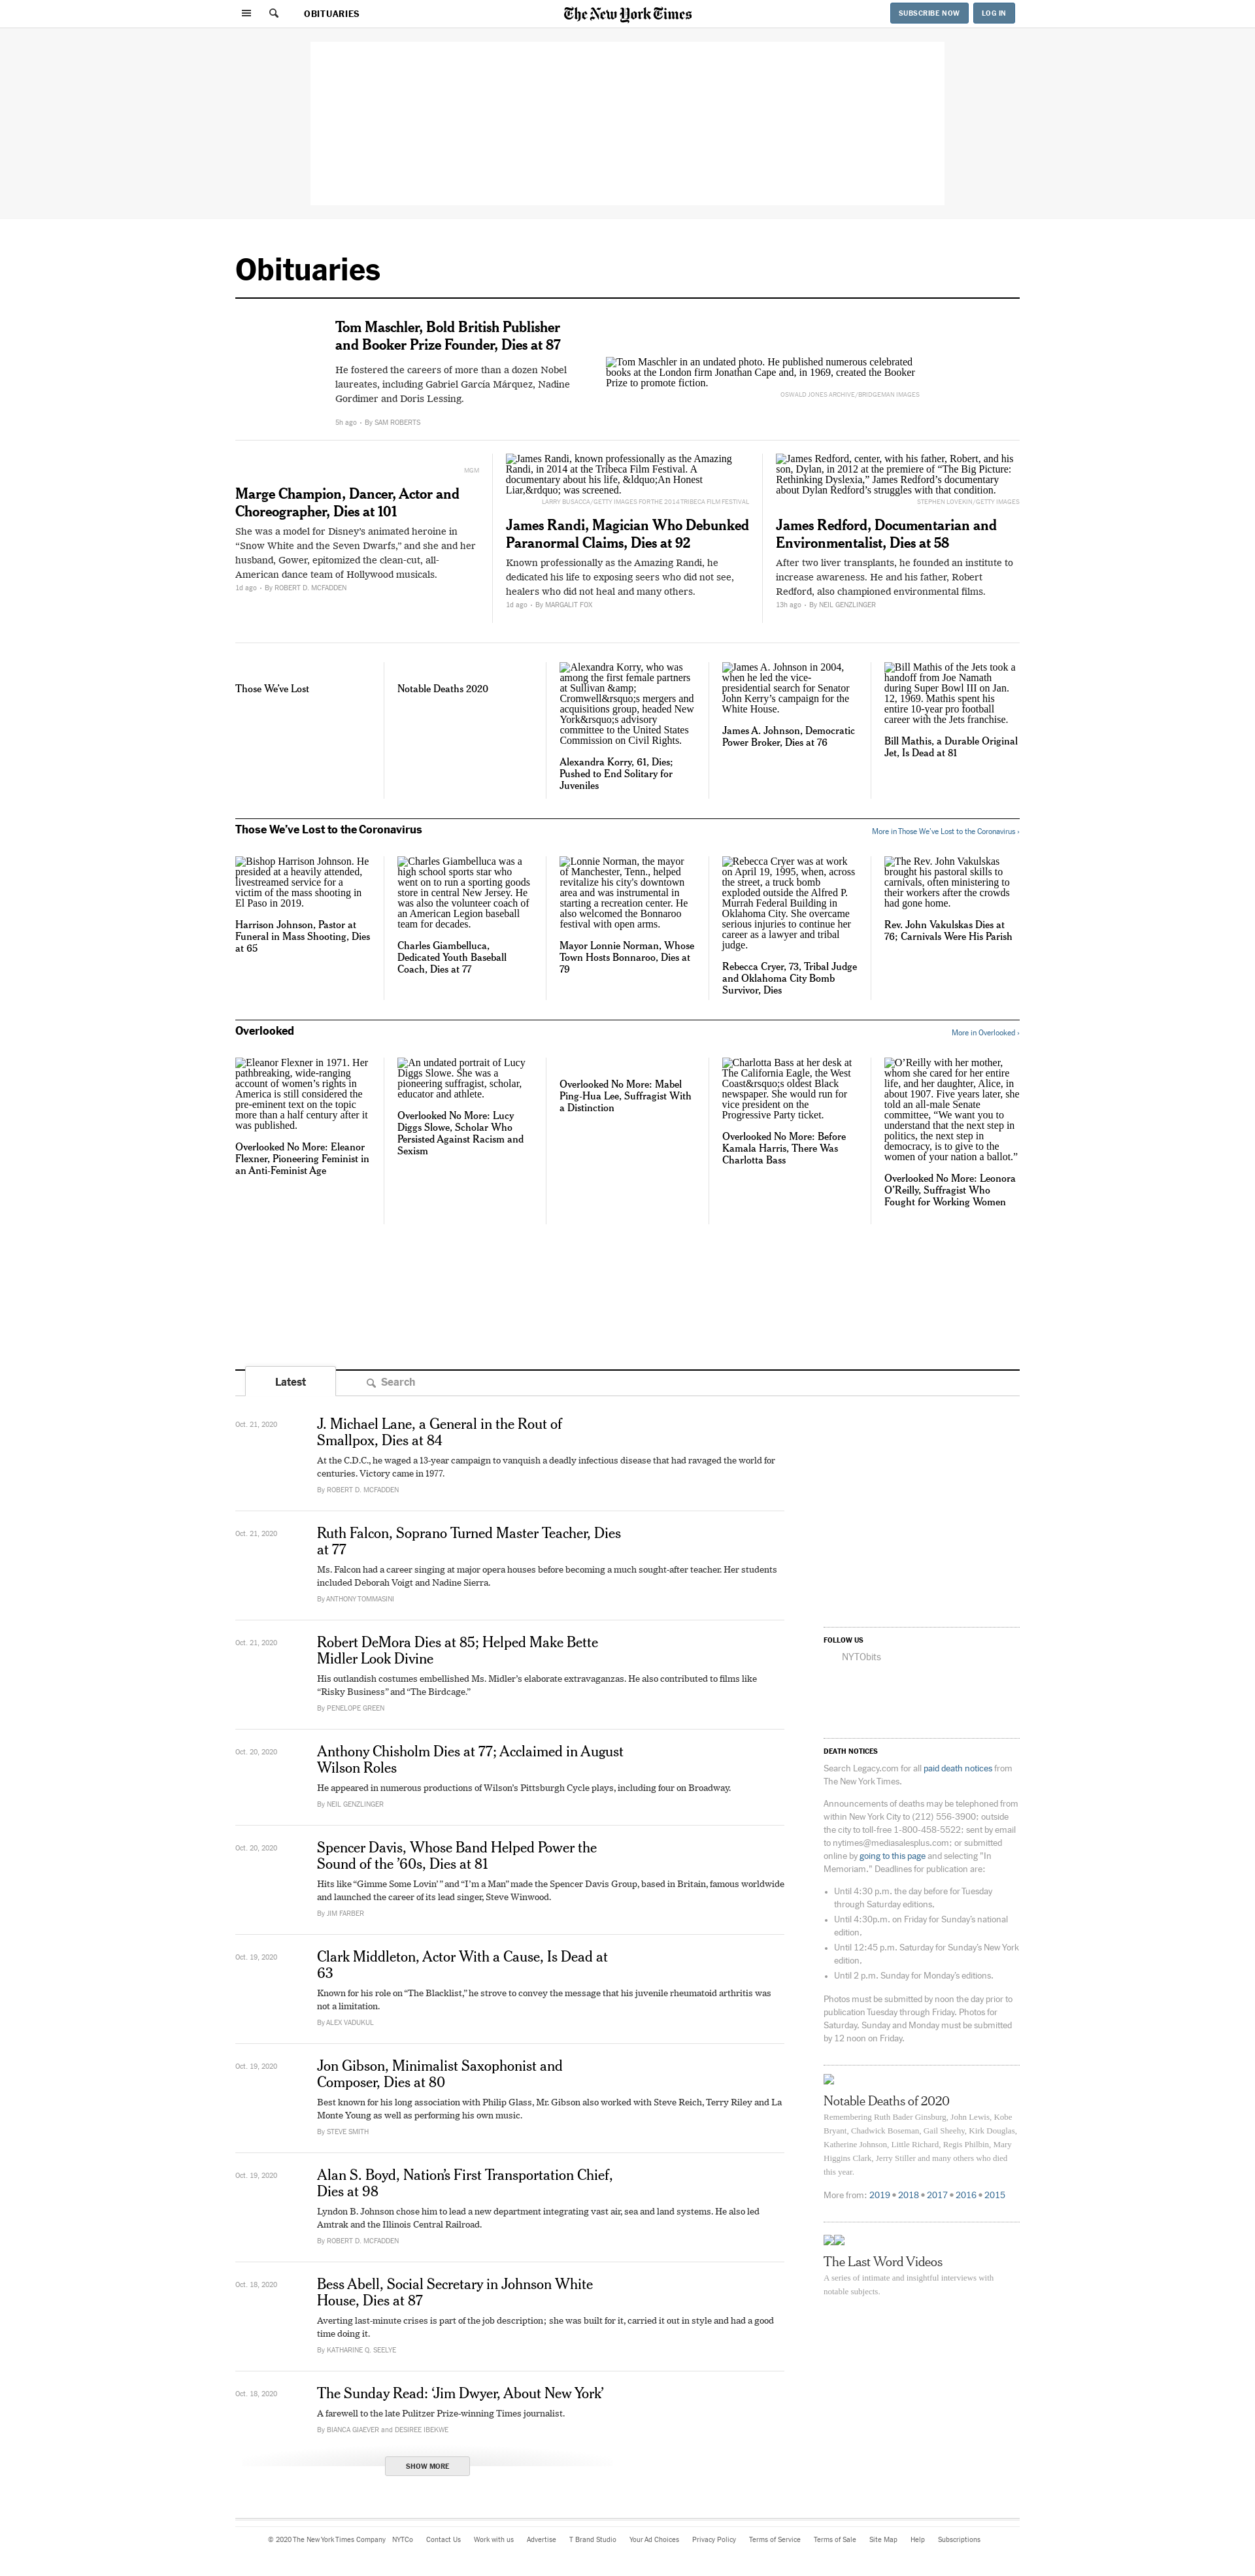 OBITUARIES
The New York Times
SUBSCRIBE NOW
LOG IN
Obituaries
Tom Maschler, Bold British Publisher
and Booker Prize Founder, Dies at 87
He fostered the careers of more than a dozen Nobel
laureates, including Gabriel García Márquez, Nadine
Gordimer and Doris Lessing.
5h ago • By SAM ROBERTS
Tom Maschler in an undated photo. He published numerous celebrated
books at the London firm Jonathan Cape and, in 1969, created the Booker
Prize to promote fiction.
OSWALD JONES ARCHIVE/BRIDGEMAN IMAGES
MGM
Marge Champion, Dancer, Actor and
Choreographer, Dies at 101
She was a model for Disney’s animated heroine in
“Snow White and the Seven Dwarfs,” and she and her
husband, Gower, epitomized the clean-cut, all-
American dance team of Hollywood musicals.
1d ago • By ROBERT D. MCFADDEN
James Randi, known professionally as the Amazing
Randi, in 2014 at the Tribeca Film Festival. A
documentary about his life, &ldquo;An Honest
Liar,&rdquo; was screened.
LARRY BUSACCA/GETTY IMAGES FOR THE 2014 TRIBECA FILM FESTIVAL
James Randi, Magician Who Debunked
Paranormal Claims, Dies at 92
Known professionally as the Amazing Randi, he
dedicated his life to exposing seers who did not see,
healers who did not heal and many others.
1d ago • By MARGALIT FOX
James Redford, center, with his father, Robert, and his
son, Dylan, in 2012 at the premiere of “The Big Picture:
Rethinking Dyslexia,” James Redford’s documentary
about Dylan Redford’s struggles with that condition.
STEPHEN LOVEKIN/GETTY IMAGES
James Redford, Documentarian and
Environmentalist, Dies at 58
After two liver transplants, he founded an institute to
increase awareness. He and his father, Robert
Redford, also championed environmental films.
13h ago • By NEIL GENZLINGER
Those We’ve Lost
Notable Deaths 2020
Alexandra Korry, who was
among the first female partners
at Sullivan &amp;
Cromwell&rsquo;s mergers and
acquisitions group, headed New
York&rsquo;s advisory
committee to the United States
Commission on Civil Rights.
Alexandra Korry, 61, Dies;
Pushed to End Solitary for
Juveniles
James A. Johnson in 2004,
when he led the vice-
presidential search for Senator
John Kerry’s campaign for the
White House.
James A. Johnson, Democratic
Power Broker, Dies at 76
Bill Mathis of the Jets took a
handoff from Joe Namath
during Super Bowl III on Jan.
12, 1969. Mathis spent his
entire 10-year pro football
career with the Jets franchise.
Bill Mathis, a Durable Original
Jet, Is Dead at 81
Those We’ve Lost to the Coronavirus
More in Those We’ve Lost to the Coronavirus ›
Bishop Harrison Johnson. He
presided at a heavily attended,
livestreamed service for a
victim of the mass shooting in
El Paso in 2019.
Harrison Johnson, Pastor at
Funeral in Mass Shooting, Dies
at 65
Charles Giambelluca was a
high school sports star who
went on to run a sporting goods
store in central New Jersey. He
was also the volunteer coach of
an American Legion baseball
team for decades.
Charles Giambelluca,
Dedicated Youth Baseball
Coach, Dies at 77
Lonnie Norman, the mayor
of Manchester, Tenn., helped
revitalize his city's downtown
area and was instrumental in
starting a recreation center. He
also welcomed the Bonnaroo
festival with open arms.
Mayor Lonnie Norman, Whose
Town Hosts Bonnaroo, Dies at
79
Rebecca Cryer was at work
on April 19, 1995, when, across
the street, a truck bomb
exploded outside the Alfred P.
Murrah Federal Building in
Oklahoma City. She overcame
serious injuries to continue her
career as a lawyer and tribal
judge.
Rebecca Cryer, 73, Tribal Judge
and Oklahoma City Bomb
Survivor, Dies
The Rev. John Vakulskas
brought his pastoral skills to
carnivals, often ministering to
their workers after the crowds
had gone home.
Rev. John Vakulskas Dies at
76; Carnivals Were His Parish
Overlooked
More in Overlooked ›
Eleanor Flexner in 1971. Her
pathbreaking, wide-ranging
account of women’s rights in
America is still considered the
pre-eminent text on the topic
more than a half century after it
was published.
Overlooked No More: Eleanor
Flexner, Pioneering Feminist in
an Anti-Feminist Age
An undated portrait of Lucy
Diggs Slowe. She was a
pioneering suffragist, scholar,
educator and athlete.
Overlooked No More: Lucy
Diggs Slowe, Scholar Who
Persisted Against Racism and
Sexism
Overlooked No More: Mabel
Ping-Hua Lee, Suffragist With
a Distinction
Charlotta Bass at her desk at
The California Eagle, the West
Coast&rsquo;s oldest Black
newspaper. She would run for
vice president on the
Progressive Party ticket.
Overlooked No More: Before
Kamala Harris, There Was
Charlotta Bass
O’Reilly with her mother,
whom she cared for her entire
life, and her daughter, Alice, in
about 1907. Five years later, she
told an all-male Senate
committee, “We want you to
understand that the next step in
politics, the next step in
democracy, is to give to the
women of your nation a ballot.”
Overlooked No More: Leonora
O’Reilly, Suffragist Who
Fought for Working Women
Latest
Search
Oct. 21, 2020
J. Michael Lane, a General in the Rout of
Smallpox, Dies at 84
At the C.D.C., he waged a 13-year campaign to vanquish a deadly infectious disease that had ravaged the world for
centuries. Victory came in 1977.
By ROBERT D. MCFADDEN
Oct. 21, 2020
Ruth Falcon, Soprano Turned Master Teacher, Dies
at 77
Ms. Falcon had a career singing at major opera houses before becoming a much sought-after teacher. Her students
included Deborah Voigt and Nadine Sierra.
By ANTHONY TOMMASINI
Oct. 21, 2020
Robert DeMora Dies at 85; Helped Make Bette
Midler Look Divine
His outlandish costumes embellished Ms. Midler’s elaborate extravaganzas. He also contributed to films like
“Risky Business” and “The Birdcage.”
By PENELOPE GREEN
Oct. 20, 2020
Anthony Chisholm Dies at 77; Acclaimed in August
Wilson Roles
He appeared in numerous productions of Wilson’s Pittsburgh Cycle plays, including four on Broadway.
By NEIL GENZLINGER
Oct. 20, 2020
Spencer Davis, Whose Band Helped Power the
Sound of the ’60s, Dies at 81
Hits like “Gimme Some Lovin’ ” and “I’m a Man” made the Spencer Davis Group, based in Britain, famous worldwide
and launched the career of its lead singer, Steve Winwood.
By JIM FARBER
Oct. 19, 2020
Clark Middleton, Actor With a Cause, Is Dead at
63
Known for his role on “The Blacklist,” he strove to convey the message that his juvenile rheumatoid arthritis was
not a limitation.
By ALEX VADUKUL
Oct. 19, 2020
Jon Gibson, Minimalist Saxophonist and
Composer, Dies at 80
Best known for his long association with Philip Glass, Mr. Gibson also worked with Steve Reich, Terry Riley and La
Monte Young as well as performing his own music.
By STEVE SMITH
Oct. 19, 2020
Alan S. Boyd, Nation’s First Transportation Chief,
Dies at 98
Lyndon B. Johnson chose him to lead a new department integrating vast air, sea and land systems. He also led
Amtrak and the Illinois Central Railroad.
By ROBERT D. MCFADDEN
Oct. 18, 2020
Bess Abell, Social Secretary in Johnson White
House, Dies at 87
Averting last-minute crises is part of the job description; she was built for it, carried it out in style and had a good
time doing it.
By KATHARINE Q. SEELYE
Oct. 18, 2020
The Sunday Read: ‘Jim Dwyer, About New York’
A farewell to the late Pulitzer Prize-winning Times journalist.
By BIANCA GIAEVER and DESIREE IBEKWE
SHOW MORE
FOLLOW US
NYTObits
DEATH NOTICES
Search Legacy.com for all paid death notices from
The New York Times.
Announcements of deaths may be telephoned from
within New York City to (212) 556-3900; outside
the city to toll-free 1-800-458-5522; sent by email
to nytimes@mediasalesplus.com; or submitted
online by going to this page and selecting "In
Memoriam." Deadlines for publication are:
• Until 4:30 p.m. the day before for Tuesday
through Saturday editions.
• Until 4:30p.m. on Friday for Sunday’s national
edition.
• Until 12:45 p.m. Saturday for Sunday’s New York
edition.
• Until 2 p.m. Sunday for Monday’s editions.
Photos must be submitted by noon the day prior to
publication Tuesday through Friday. Photos for
Saturday, Sunday and Monday must be submitted
by 12 noon on Friday.
Notable Deaths of 2020
Remembering Ruth Bader Ginsburg, John Lewis, Kobe
Bryant, Chadwick Boseman, Gail Sheehy, Kirk Douglas,
Katherine Johnson, Little Richard, Regis Philbin, Mary
Higgins Clark, Jerry Stiller and many others who died
this year.
More from: 2019 • 2018 • 2017 • 2016 • 2015
The Last Word Videos
A series of intimate and insightful interviews with
notable subjects.
© 2020 The New York Times Company NYTCo Contact Us Work with us Advertise T Brand Studio Your Ad Choices Privacy Policy Terms of Service Terms of Sale Site Map Help Subscriptions